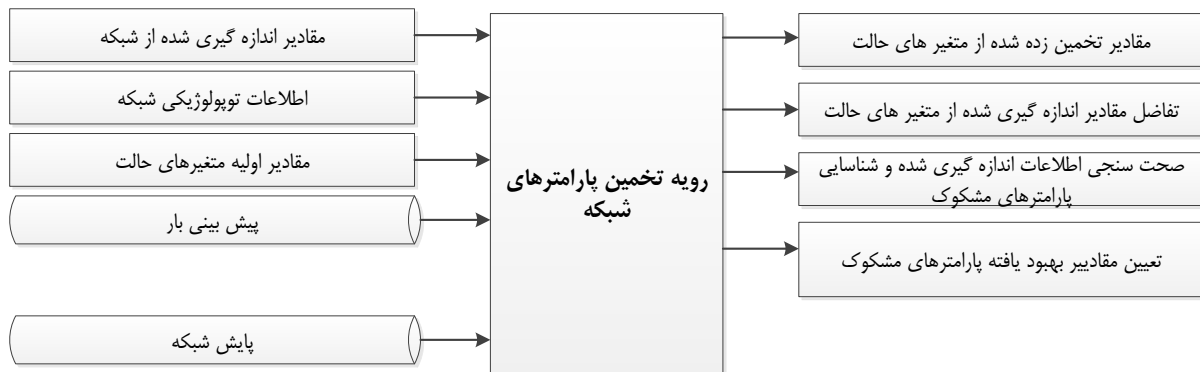 مقادیر اندازه گیری شده از شبکه
اطلاعات توپولوژیکی شبکه
مقادیر اولیه متغیرهای حالت
پیش بینی بار
پایش شبکه
رویه تخمین پارامترهای
شبکه
مقادیر تخمین زده شده از متغیر های حالت
تفاضل مقادیر اندازه گیری شده از متغیر های حالت
صحت سنجی اطلاعات اندازه گیری شده و شناسایی
پارامترهای مشکوک
تعیین مقادییر بهبود یافته پارامترهای مشکوک